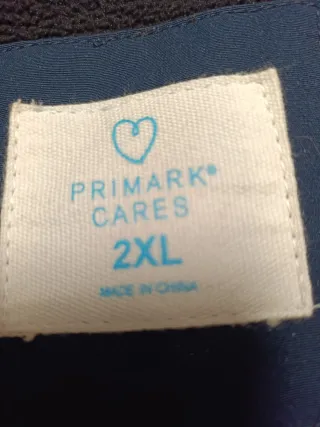 PRIMARK®
CARES
2XL
MADE IN CHINA